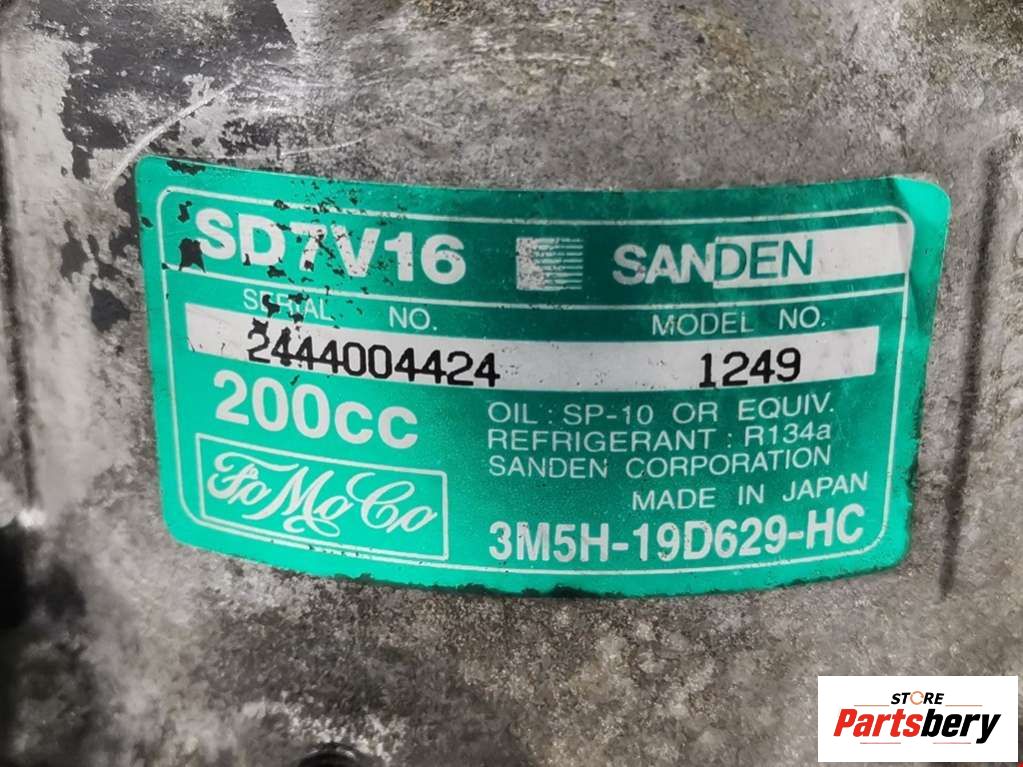 SD7V16 SANDEN
SERIAL NO. MODEL NO.
2444004424 1249
200cc
OIL : SP-10 OR EQUIV.
REFRIGERANT : R134a
SANDEN CORPORATION
MADE IN JAPAN
FoMoCo
3M5H-19D629-HC
STORE
Partsbery